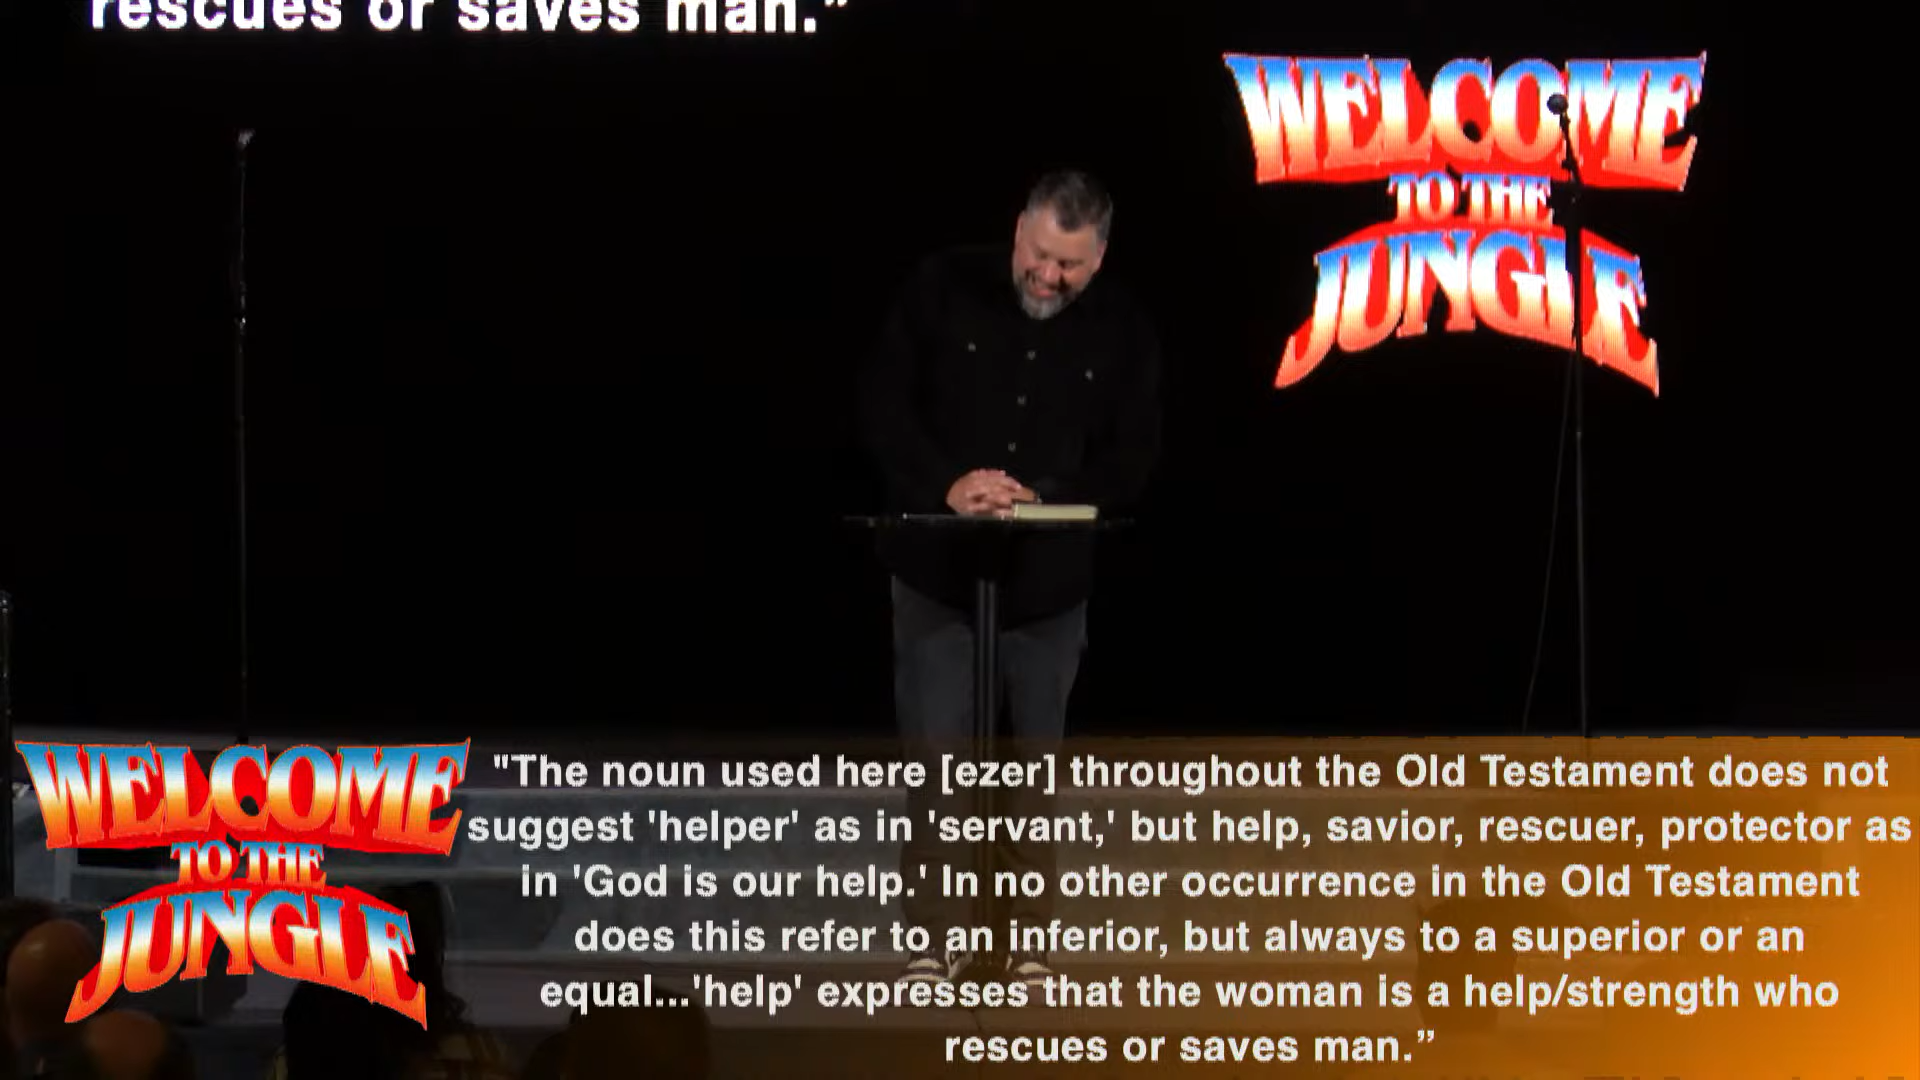 rescues or saves man.”
WELCOME
TO THE
JUNGLE
WELCOME
TO THE
JUNGLE
"The noun used here [ezer] throughout the Old Testament does not
suggest 'helper' as in 'servant,' but help, savior, rescuer, protector as
in 'God is our help.' In no other occurrence in the Old Testament
does this refer to an inferior, but always to a superior or an
equal...'help' expresses that the woman is a help/strength who
rescues or saves man.”